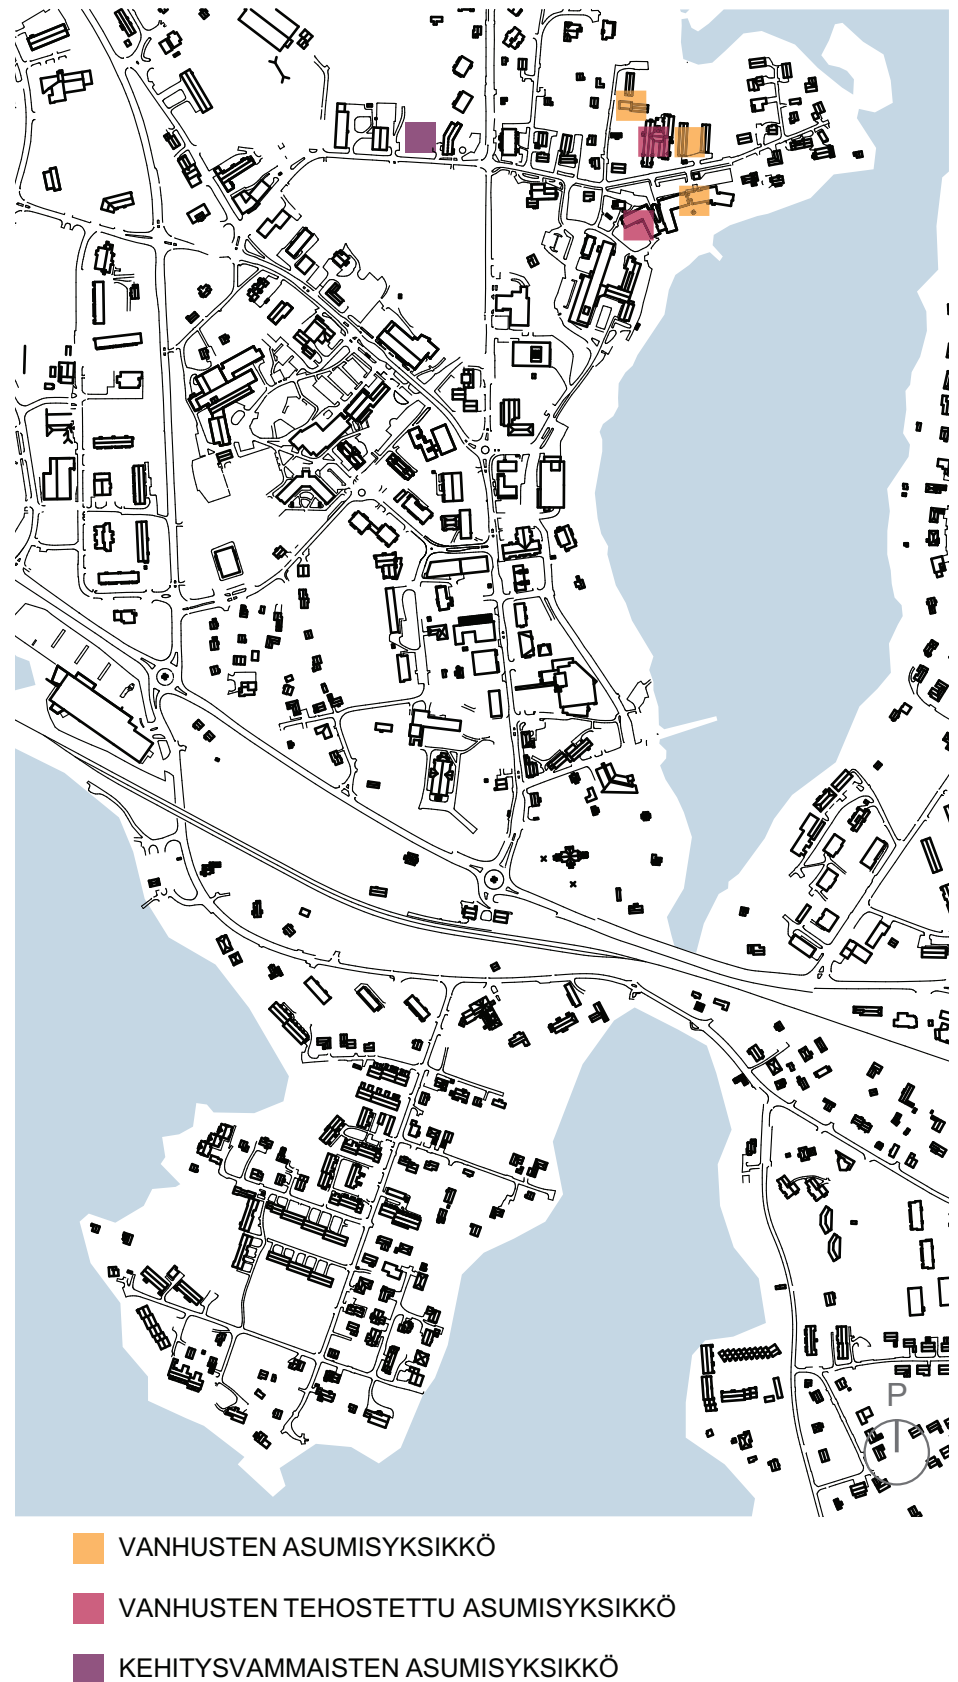 P
VANHUSTEN ASUMISYKSIKKÖ
VANHUSTEN TEHOSTETTU ASUMISYKSIKKÖ
KEHITYSVAMMAISTEN ASUMISYKSIKKÖ